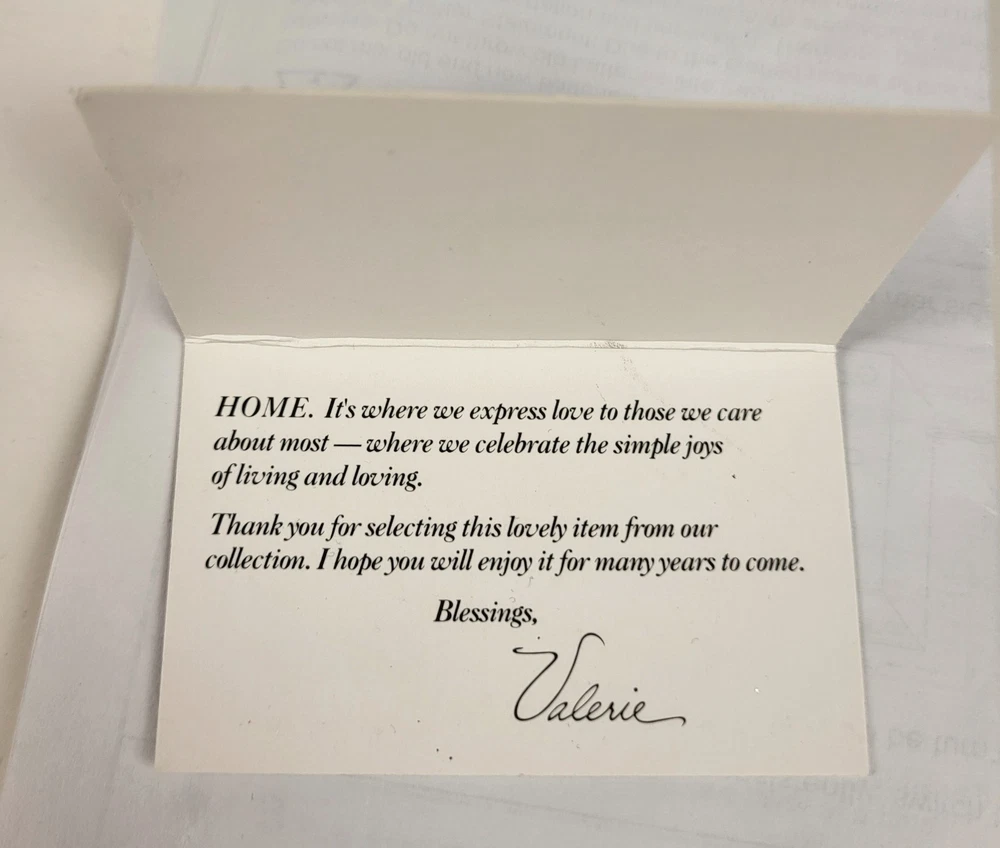 HOME. It's where we express love to those we care
about most — where we celebrate the simple joys
of living and loving.
Thank you for selecting this lovely item from our
collection. I hope you will enjoy it for many years to come.
Blessings,
Valerie